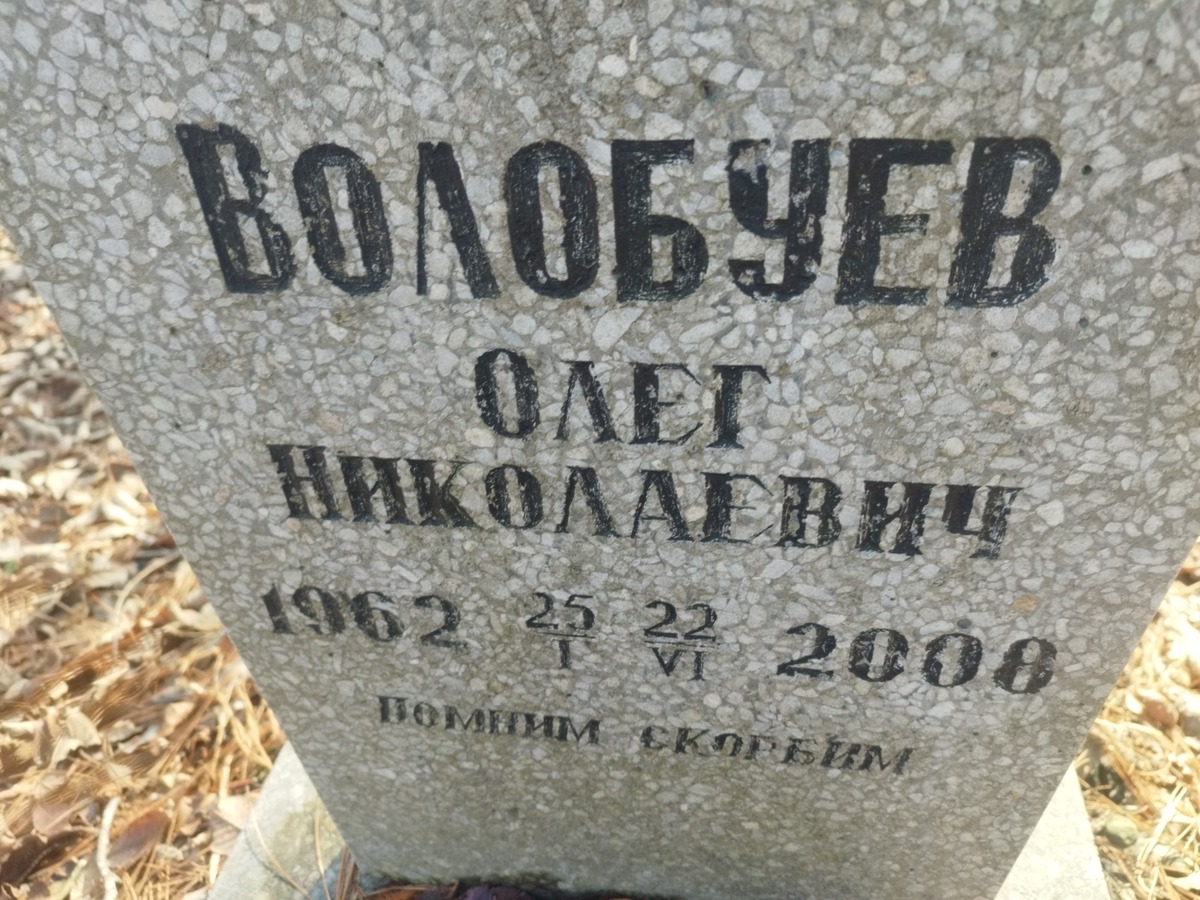 ВОЛОБУЕВ
ОЛЕГ
НИКОЛАЕВИЧ
1962 25/I 22/VI 2008
ПОМНИМ СКОРБИМ